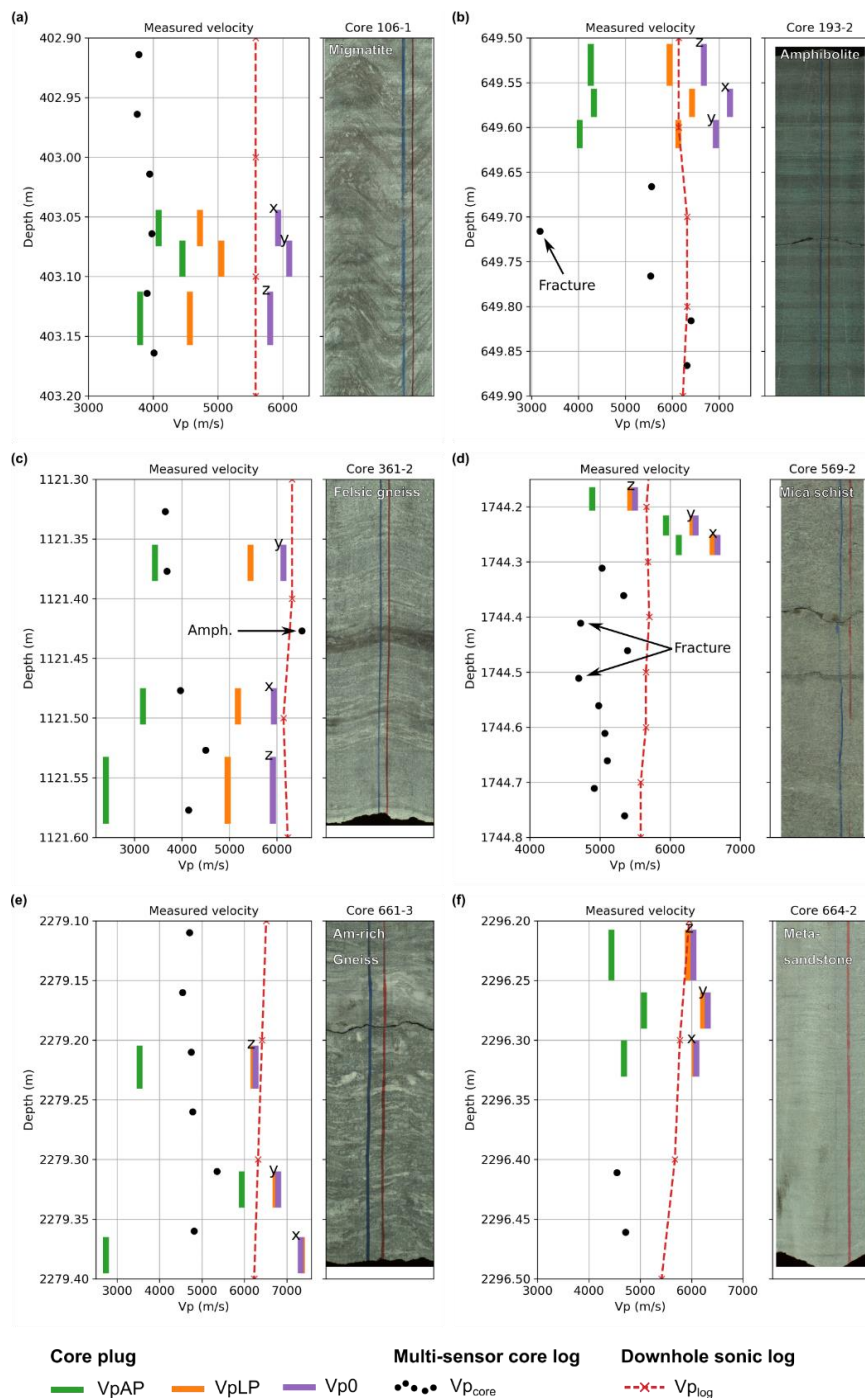 (a)
Measured velocity
Core 106-1
Migmatite
402.90
402.95
403.00
403.05
403.10
403.15
403.20
Depth (m)
x
y
z
3000 4000 5000 6000
Vp (m/s)
(b)
Measured velocity
Core 193-2
Amphibolite
649.50
649.55
649.60
649.65
649.70
649.75
649.80
649.85
649.90
Depth (m)
z
x
y
Fracture
3000 4000 5000 6000 7000
Vp (m/s)
(c)
Measured velocity
Core 361-2
Felsic gneiss
1121.30
1121.35
1121.40
1121.45
1121.50
1121.55
1121.60
Depth (m)
y
Amph.
x
z
3000 4000 5000 6000
Vp (m/s)
(d)
Measured velocity
Core 569-2
Mica schist
1744.2
1744.3
1744.4
1744.5
1744.6
1744.7
1744.8
Depth (m)
z
y
x
Fracture
4000 5000 6000 7000
Vp (m/s)
(e)
Measured velocity
Core 661-3
Am-rich
Gneiss
2279.10
2279.15
2279.20
2279.25
2279.30
2279.35
2279.40
Depth (m)
z
y
x
3000 4000 5000 6000 7000
Vp (m/s)
(f)
Measured velocity
Core 664-2
Meta-
sandstone
2296.20
2296.25
2296.30
2296.35
2296.40
2296.45
2296.50
Depth (m)
z
y
x
3000 4000 5000 6000 7000
Vp (m/s)
Core plug
VpAP VpLP Vp0
Multi-sensor core log
Vpcore
Downhole sonic log
Vplog